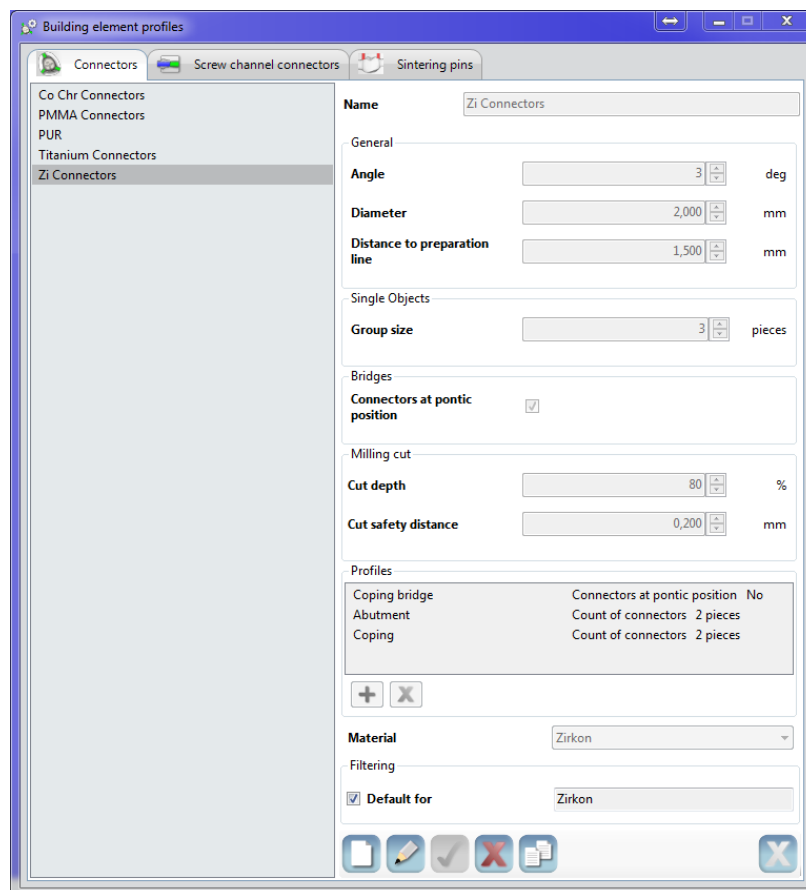 Building element profiles
Connectors
Screw channel connectors
Sintering pins
Co Chr Connectors
PMMA Connectors
PUR
Titanium Connectors
Zi Connectors
Name Zi Connectors
General
Angle 3 deg
Diameter 2,000 mm
Distance to preparation
line 1,500 mm
Single Objects
Group size 3 pieces
Bridges
Connectors at pontic
position
Milling cut
Cut depth 80 %
Cut safety distance 0,200 mm
Profiles
Coping bridge Connectors at pontic position No
Abutment Count of connectors 2 pieces
Coping Count of connectors 2 pieces
Material Zirkon
Filtering
Default for Zirkon